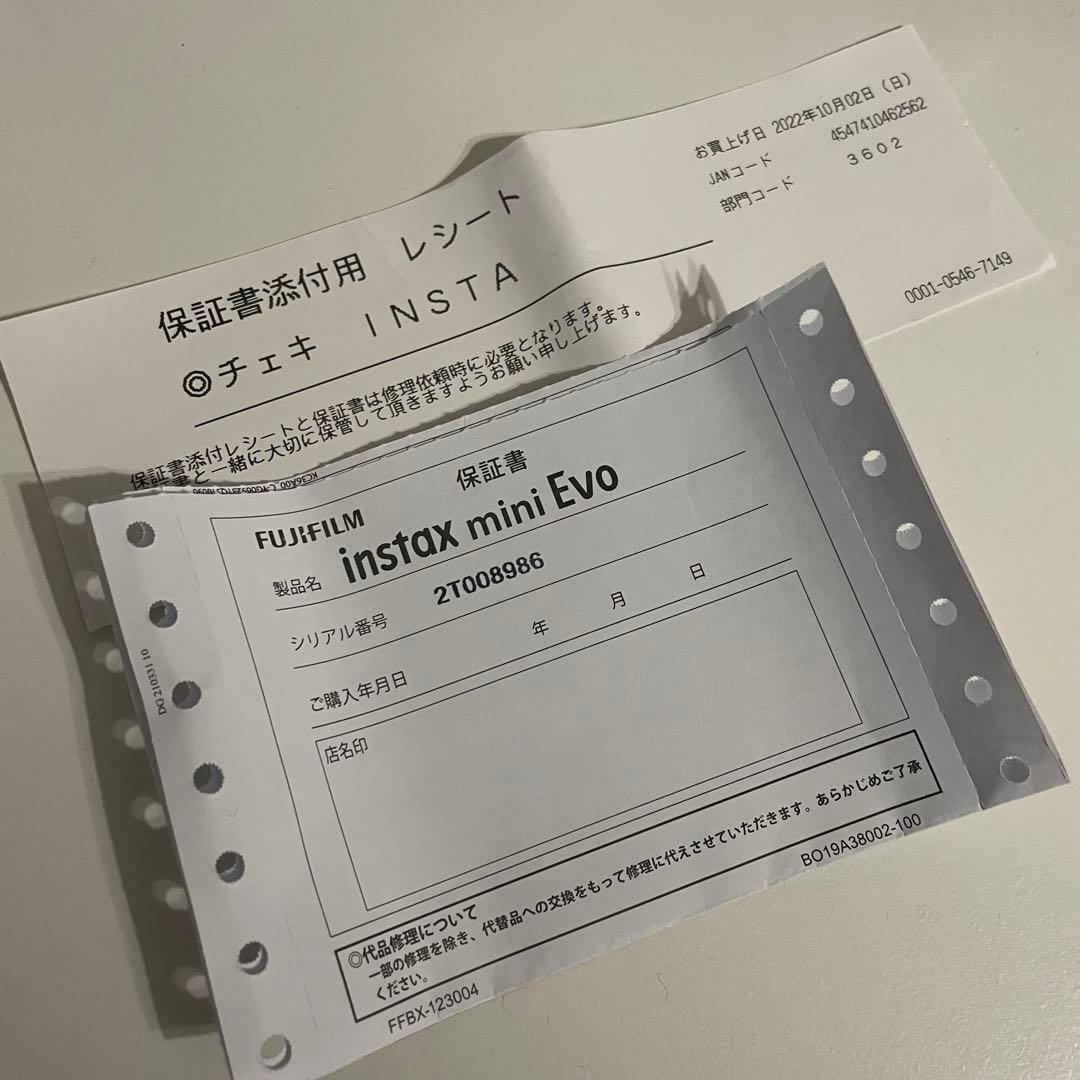 保証書添付用 レシート
◎チェキ INSTA
お買上げ日 2022年10月02日（日）
JANコード 4547410462562
部門コード 3602
0001-0546-7149
保証書添付レシートと保証書は修理依頼時に必要となります。
と一緒に大切に保管して頂きますようお願い申し上げます。
保証書
FUJIFILM
製品名 instax mini Evo
シリアル番号 2T008986
ご購入年月日 年 月 日
店名印
◎代品修理について
一部の修理を除き、代替品への交換をもって修理に代えさせていただきます。あらかじめご了承
ください。
FFBX-123004
BO19A38002-100
DG 21033110